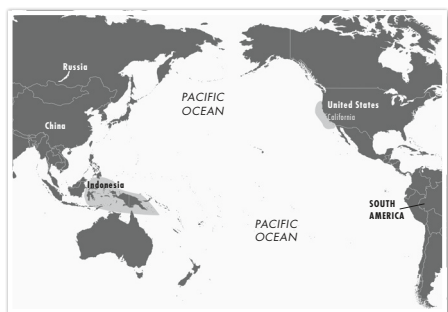 Russia
China
PACIFIC
OCEAN
United States
California
Indonesia
SOUTH
AMERICA
PACIFIC
OCEAN